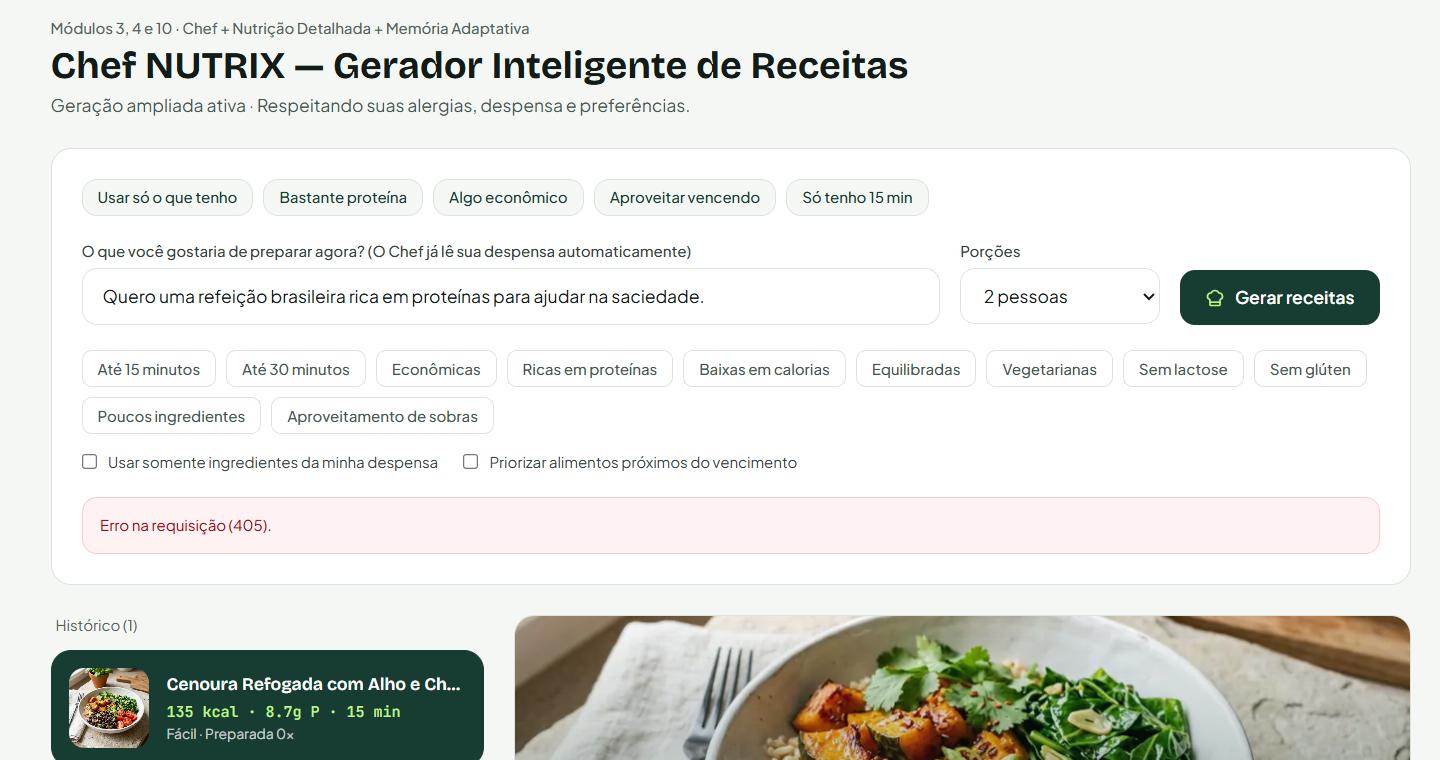 Módulos 3, 4 e 10 · Chef + Nutrição Detalhada + Memória Adaptativa
Chef NUTRIX — Gerador Inteligente de Receitas
Geração ampliada ativa · Respeitando suas alergias, despensa e preferências.
Usar só o que tenho
Bastante proteína
Algo econômico
Aproveitar vencendo
Só tenho 15 min
O que você gostaria de preparar agora? (O Chef já lê sua despensa automaticamente)
Porções
Quero uma refeição brasileira rica em proteínas para ajudar na saciedade.
2 pessoas
Gerar receitas
Até 15 minutos
Até 30 minutos
Econômicas
Ricas em proteínas
Baixas em calorias
Equilibradas
Vegetarianas
Sem lactose
Sem glúten
Poucos ingredientes
Aproveitamento de sobras
Usar somente ingredientes da minha despensa
Priorizar alimentos próximos do vencimento
Erro na requisição (405).
Histórico (1)
Cenoura Refogada com Alho e Ch...
135 kcal · 8.7g P · 15 min
Fácil · Preparada 0×